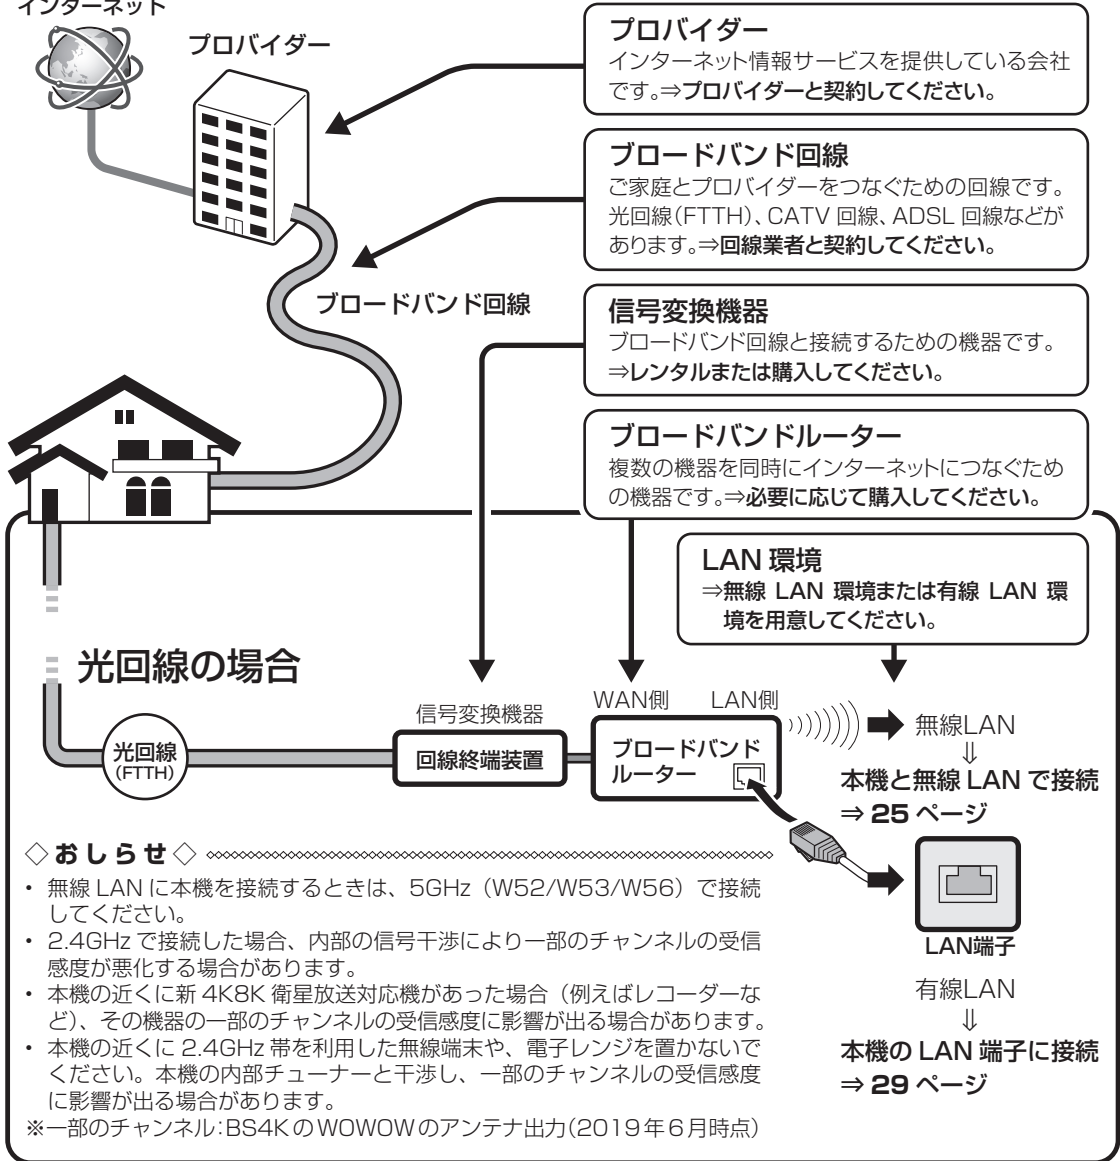 インターネット
プロバイダー
プロバイダー
インターネット情報サービスを提供している会社
です。⇒プロバイダーと契約してください。
ブロードバンド回線
ご家庭とプロバイダーをつなぐための回線です。
光回線(FTTH)、CATV 回線、ADSL 回線などが
あります。⇒回線業者と契約してください。
ブロードバンド回線
信号変換機器
ブロードバンド回線と接続するための機器です。
⇒レンタルまたは購入してください。
ブロードバンドルーター
複数の機器を同時にインターネットにつなぐため
の機器です。⇒必要に応じて購入してください。
LAN 環境
⇒無線 LAN 環境または有線 LAN 環
境を用意してください。
光回線の場合
光回線
(FTTH)
信号変換機器
回線終端装置
WAN側 LAN側
ブロードバンド
ルーター
無線LAN
⇓
本機と無線 LAN で接続
⇒ 25 ページ
LAN端子
有線LAN
⇓
本機の LAN 端子に接続
⇒ 29 ページ
◇おしらせ◇
・ 無線 LAN に本機を接続するときは、5GHz(W52/W53/W56)で接続
してください。
・ 2.4GHz で接続した場合、内部の信号干渉により一部のチャンネルの受信
感度が悪化する場合があります。
・ 本機の近くに新 4K8K 衛星放送対応機があった場合(例えばレコーダーな
ど)、その機器の一部のチャンネルの受信感度に影響が出る場合があります。
・ 本機の近くに 2.4GHz 帯を利用した無線端末や、電子レンジを置かないで
ください。本機の内部チューナーと干渉し、一部のチャンネルの受信感度
に影響が出る場合があります。
※一部のチャンネル:BS4KのWOWOWのアンテナ出力(2019年6月時点)